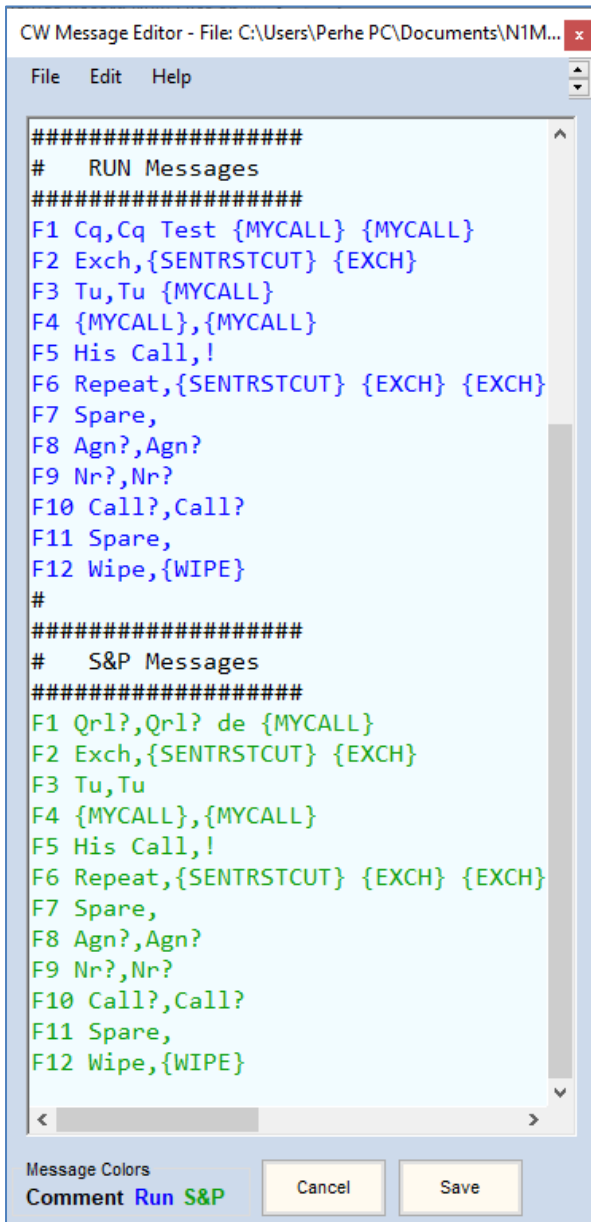 CW Message Editor - File: C:\Users\Perhe PC\Documents\N1M...
File Edit Help
###################
#   RUN Messages
###################
F1 Cq,Cq Test {MYCALL} {MYCALL}
F2 Exch,{SENTRSTCUT} {EXCH}
F3 Tu,Tu {MYCALL}
F4 {MYCALL},{MYCALL}
F5 His Call,!
F6 Repeat,{SENTRSTCUT} {EXCH} {EXCH}
F7 Spare,
F8 Agn?,Agn?
F9 Nr?,Nr?
F10 Call?,Call?
F11 Spare,
F12 Wipe,{WIPE}
#
###################
#   S&P Messages
###################
F1 Qrl?,Qrl? de {MYCALL}
F2 Exch,{SENTRSTCUT} {EXCH}
F3 Tu,Tu
F4 {MYCALL},{MYCALL}
F5 His Call,!
F6 Repeat,{SENTRSTCUT} {EXCH} {EXCH}
F7 Spare,
F8 Agn?,Agn?
F9 Nr?,Nr?
F10 Call?,Call?
F11 Spare,
F12 Wipe,{WIPE}
Message Colors
Comment Run S&P
Cancel
Save